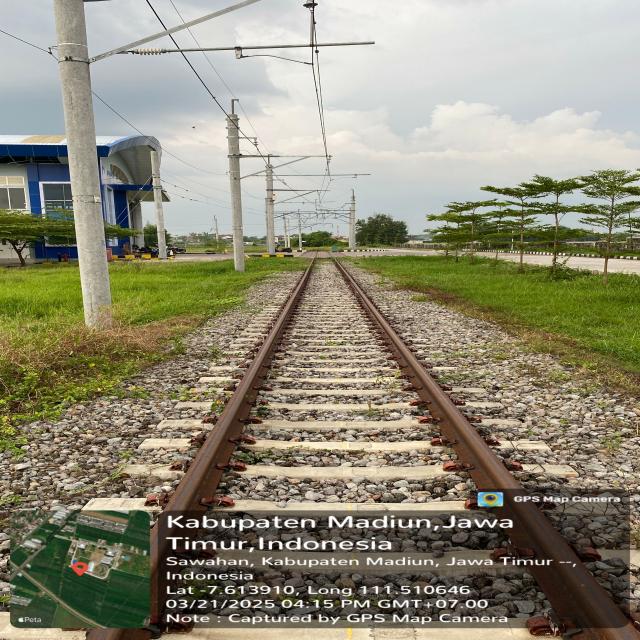 GPS Map Camera
Kabupaten Madiun,Jawa
Timur,Indonesia
Sawahan, Kabupaten Madiun, Jawa Timur --,
Indonesia
Lat -7.613910, Long 111.510646
03/21/2025 04:15 PM GMT+07.00
Note : Captured by GPS Map Camera
Peta